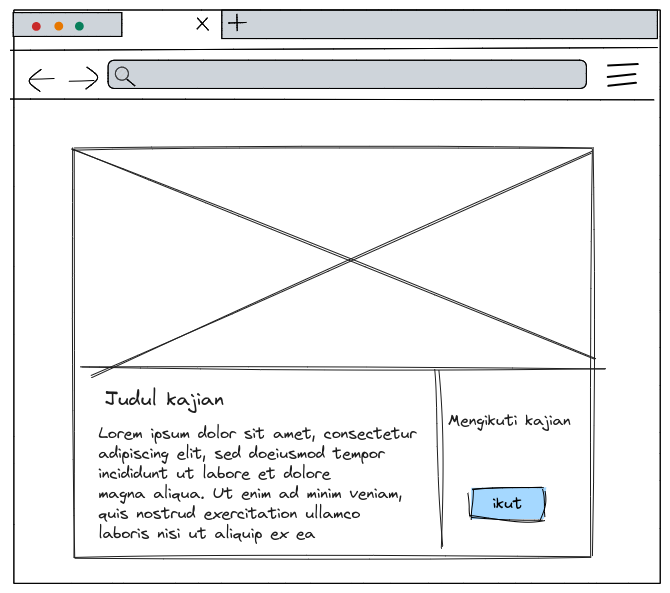 Judul kajian
Lorem ipsum dolor sit amet, consectetur
adipiscing elit, sed doeiusmod tempor
incididunt ut labore et dolore
magna aliqua. Ut enim ad minim veniam,
quis nostrud exercitation ullamco
laboris nisi ut aliquip ex ea
Mengikuti kajian
ikut